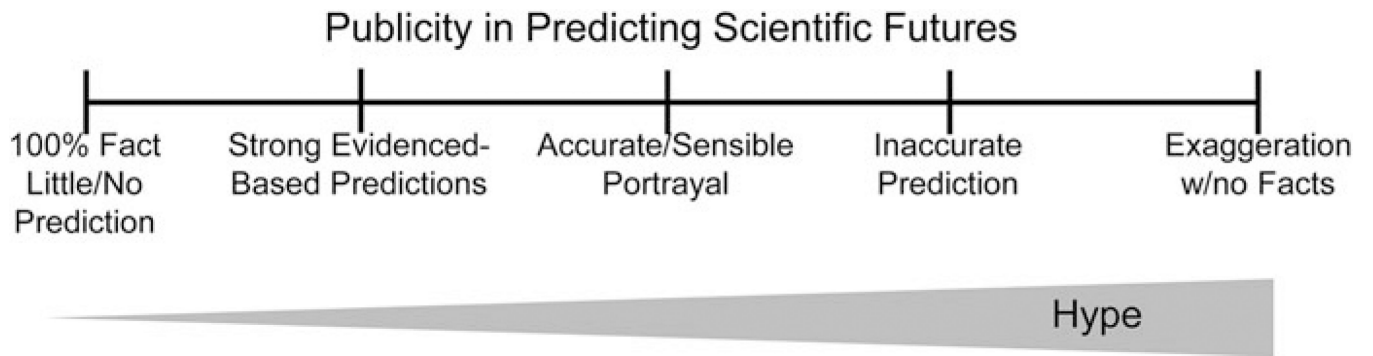 Publicity in Predicting Scientific Futures
100% Fact
Little/No
Prediction
Strong Evidenced-
Based Predictions
Accurate/Sensible
Portrayal
Inaccurate
Prediction
Exaggeration
w/no Facts
Hype